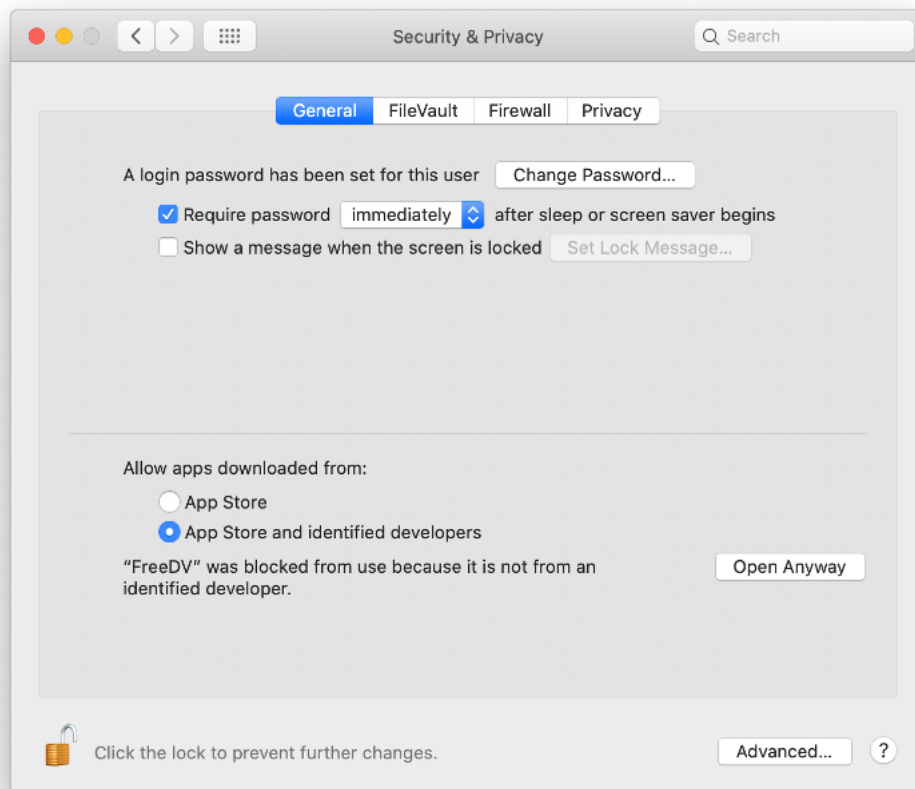 Security & Privacy
Search
General FileVault Firewall Privacy
A login password has been set for this user Change Password...
Require password immediately after sleep or screen saver begins
Show a message when the screen is locked Set Lock Message...
Allow apps downloaded from:
App Store
App Store and identified developers
“FreeDV” was blocked from use because it is not from an Open Anyway
identified developer.
Click the lock to prevent further changes. Advanced... ?